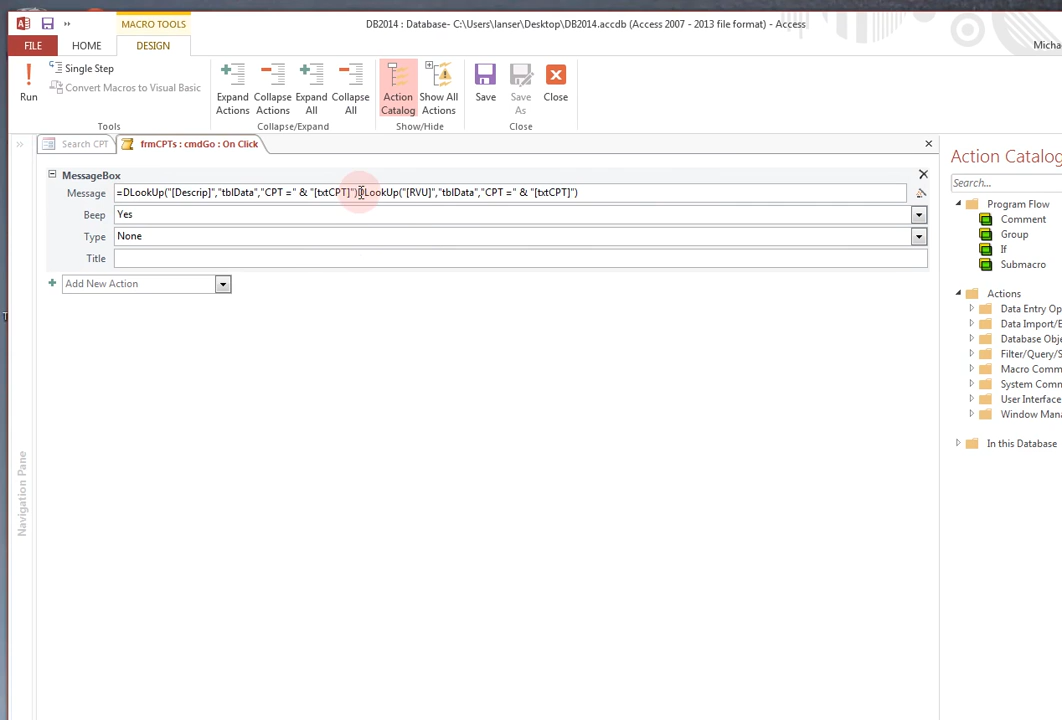 MACRO TOOLS
DB2014 : Database- C:\Users\lanser\Desktop\DB2014.accdb (Access 2007 - 2013 file format) - Access
FILE HOME DESIGN
Micha
Run
Single Step
Convert Macros to Visual Basic
Tools
Expand Actions
Collapse Actions
Expand All
Collapse All
Collapse/Expand
Action Catalog
Show All Actions
Show/Hide
Save
Save As
Close
Close
Search CPT
frmCPTs : cmdGo : On Click
MessageBox
Message =DLookUp("[Descrip]","tblData","CPT =" & "[txtCPT]")DLookUp("[RVU]","tblData","CPT =" & "[txtCPT]")
Beep Yes
Type None
Title
Add New Action
Navigation Pane
Action Catalog
Search...
Program Flow
Comment
Group
If
Submacro
Actions
Data Entry Op
Data Import/E
Database Obj
Filter/Query/S
Macro Comm
System Comm
User Interface
Window Man
In this Database